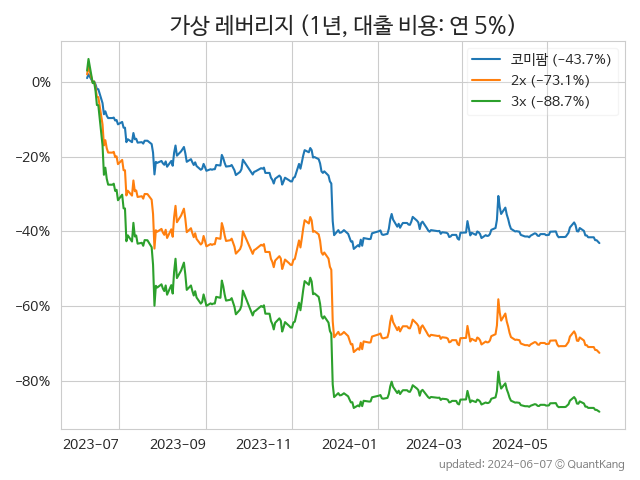 가상 레버리지 (1년, 대출 비용: 연 5%)
코미팜 (−43.7%)
2x (−73.1%)
3x (−88.7%)
0%
−20%
−40%
−60%
−80%
2023-07 2023-09 2023-11 2024-01 2024-03 2024-05
updated: 2024-06-07 © QuantKang